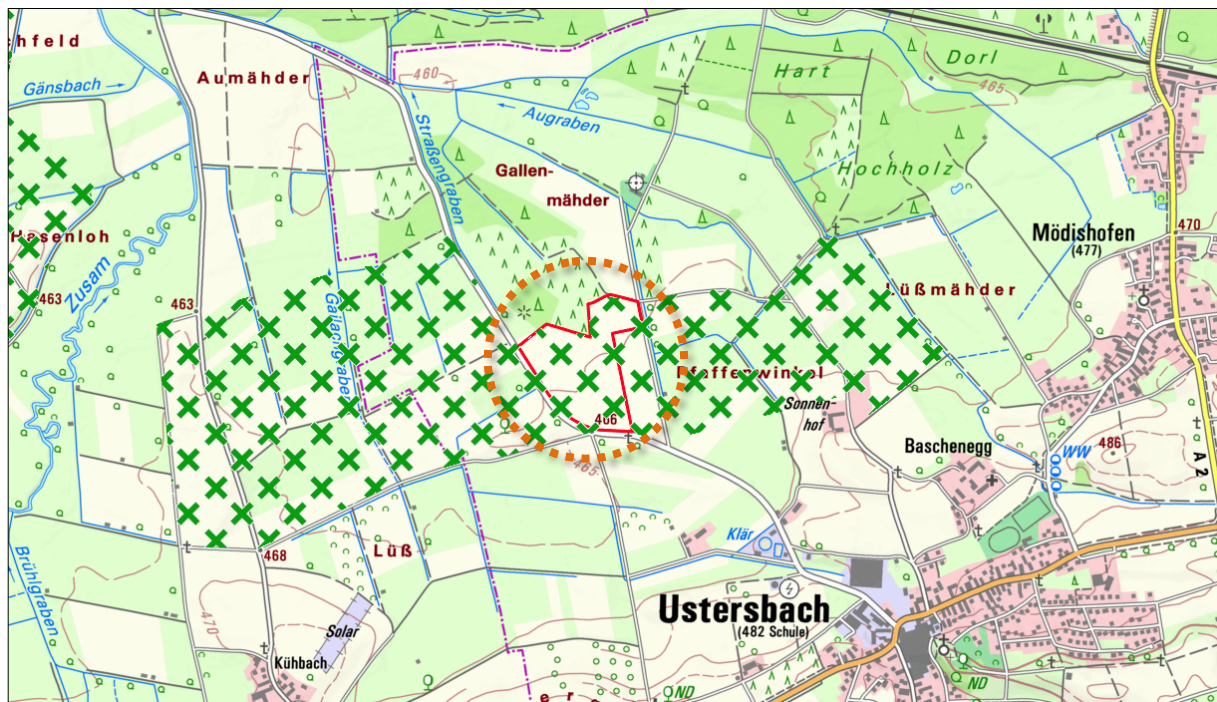 chfeld
Gänsbach
Aumähder
460
Augraben
Straßengraben
Hart
Dorl
465
Hochholz
Gallen-
mähder
Mödishofen
(477)
470
Hasenloh
463
Zusam
463
Gailachgraben
Lüßmähder
Pfaffenwinkel
Sonnen-
hof
466
465
Baschenegg
WW
486
A 2
Klär
468
Lüß
Brühlgraben
470
Solar
Kühbach
Ustersbach
(482 Schule)
ND
ND
e r